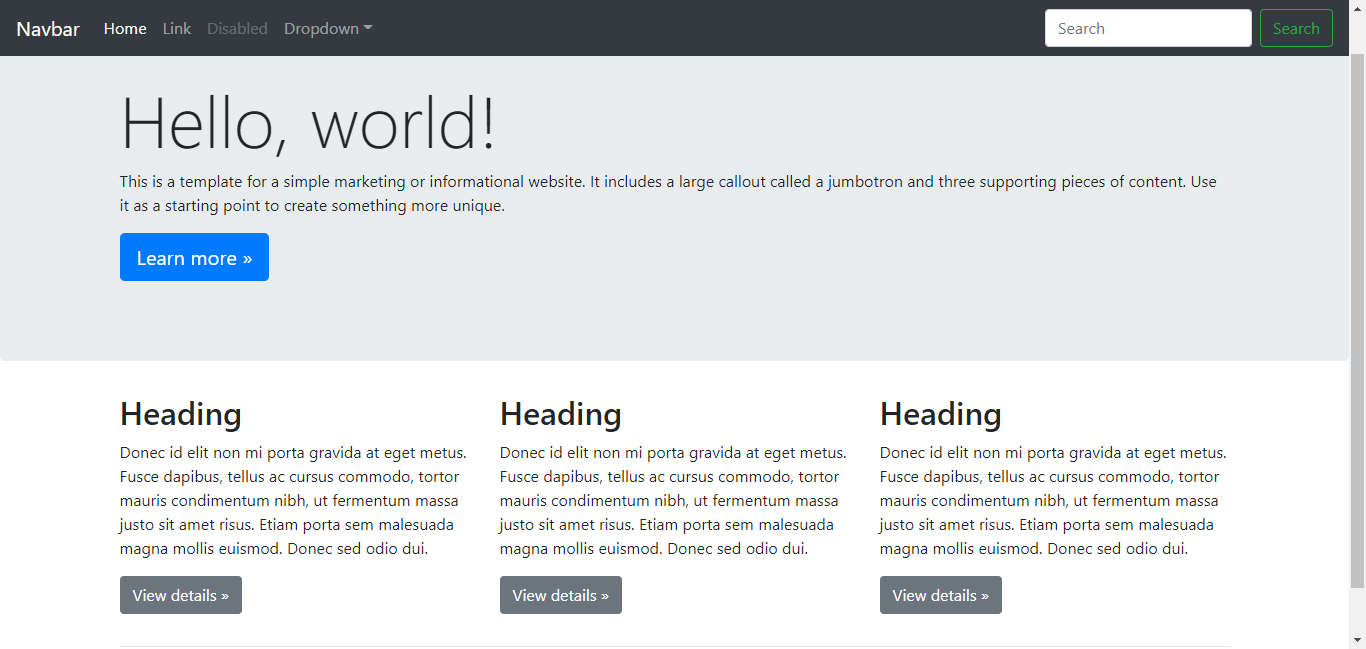 Navbar Home Link Disabled Dropdown Search Search
Hello, world!
This is a template for a simple marketing or informational website. It includes a large callout called a jumbotron and three supporting pieces of content. Use
it as a starting point to create something more unique.
Learn more »
Heading
Donec id elit non mi porta gravida at eget metus.
Fusce dapibus, tellus ac cursus commodo, tortor
mauris condimentum nibh, ut fermentum massa
justo sit amet risus. Etiam porta sem malesuada
magna mollis euismod. Donec sed odio dui.
View details »
Heading
Donec id elit non mi porta gravida at eget metus.
Fusce dapibus, tellus ac cursus commodo, tortor
mauris condimentum nibh, ut fermentum massa
justo sit amet risus. Etiam porta sem malesuada
magna mollis euismod. Donec sed odio dui.
View details »
Heading
Donec id elit non mi porta gravida at eget metus.
Fusce dapibus, tellus ac cursus commodo, tortor
mauris condimentum nibh, ut fermentum massa
justo sit amet risus. Etiam porta sem malesuada
magna mollis euismod. Donec sed odio dui.
View details »